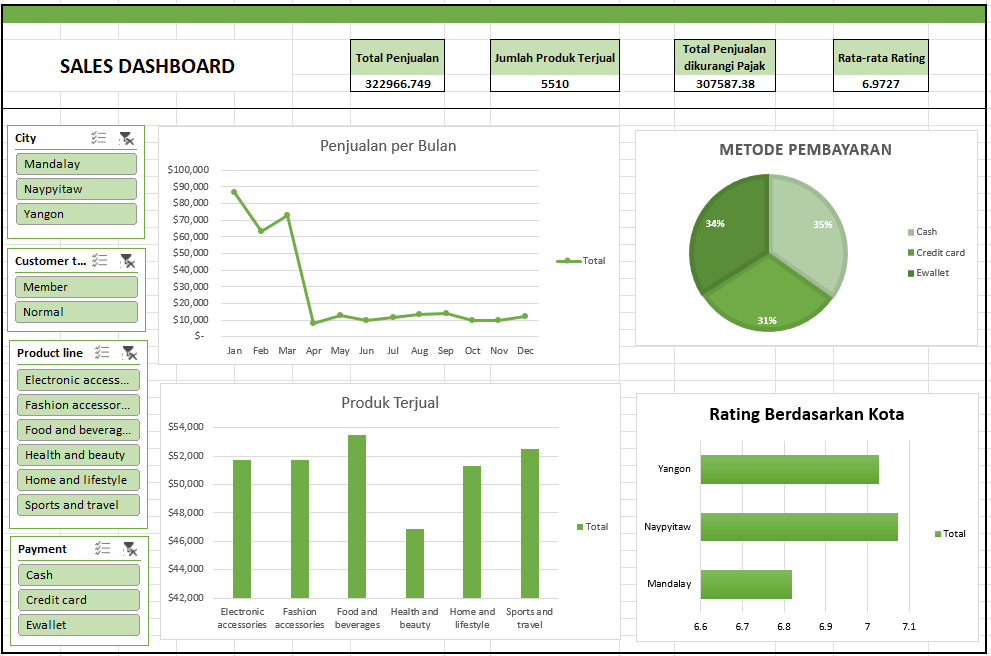 SALES DASHBOARD
Total Penjualan
322966.749
Jumlah Produk Terjual
5510
Total Penjualan
dikurangi Pajak
307587.38
Rata-rata Rating
6.9727
City
Mandalay
Naypyitaw
Yangon
Customer t...
Member
Normal
Product line
Electronic access...
Fashion accessor...
Food and beverag...
Health and beauty
Home and lifestyle
Sports and travel
Payment
Cash
Credit card
Ewallet
Penjualan per Bulan
$100,000
$90,000
$80,000
$70,000
$60,000
$50,000
$40,000
$30,000
$20,000
$10,000
$-
Jan Feb Mar Apr May Jun Jul Aug Sep Oct Nov Dec
Total
METODE PEMBAYARAN
34%
35%
31%
Cash
Credit card
Ewallet
Produk Terjual
$54,000
$52,000
$50,000
$48,000
$46,000
$44,000
$42,000
Electronic accessories
Fashion accessories
Food and beverages
Health and beauty
Home and lifestyle
Sports and travel
Total
Rating Berdasarkan Kota
Yangon
Naypyitaw
Mandalay
6.6 6.7 6.8 6.9 7 7.1
Total